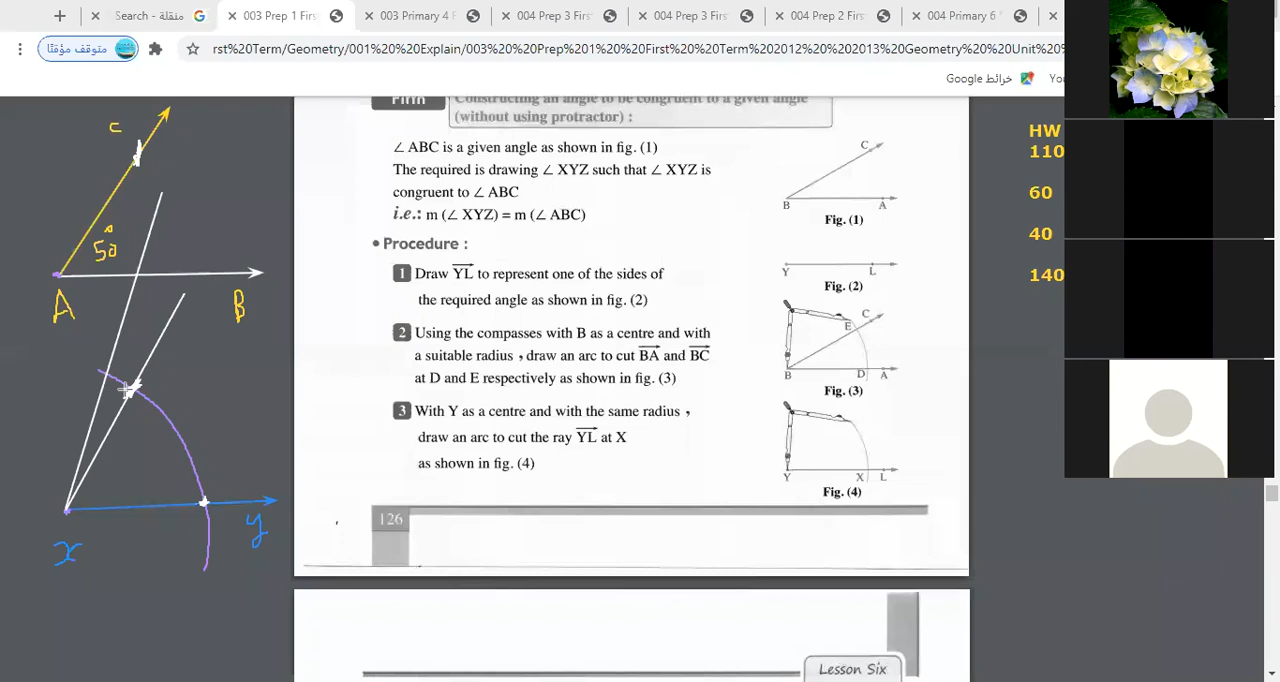 منقلة - Search
003 Prep 1 Firs
003 Primary 4 F
004 Prep 3 Firs
004 Prep 3 Firs
004 Prep 2 Firs
004 Primary 6
متوقف مؤقتًا
rst%20Term/Geometry/001%20%20Explain/003%20%20Prep%201%20First%20Term%202012%20%202013%20Geometry%20Unit%
خرائط Google
Yo
Constructing an angle to be congruent to a given angle
(without using protractor) :
∠ ABC is a given angle as shown in fig. (1)
The required is drawing ∠ XYZ such that ∠ XYZ is
congruent to ∠ ABC
i.e.: m (∠ XYZ) = m (∠ ABC)
• Procedure :
1 Draw YL to represent one of the sides of
the required angle as shown in fig. (2)
2 Using the compasses with B as a centre and with
a suitable radius , draw an arc to cut BA and BC
at D and E respectively as shown in fig. (3)
3 With Y as a centre and with the same radius ,
draw an arc to cut the ray YL at X
as shown in fig. (4)
126
C
B A
Fig. (1)
Y L
Fig. (2)
E C
B D A
Fig. (3)
Y X L
Fig. (4)
Lesson Six
C
50°
A B
x y
HW
110
60
40
140